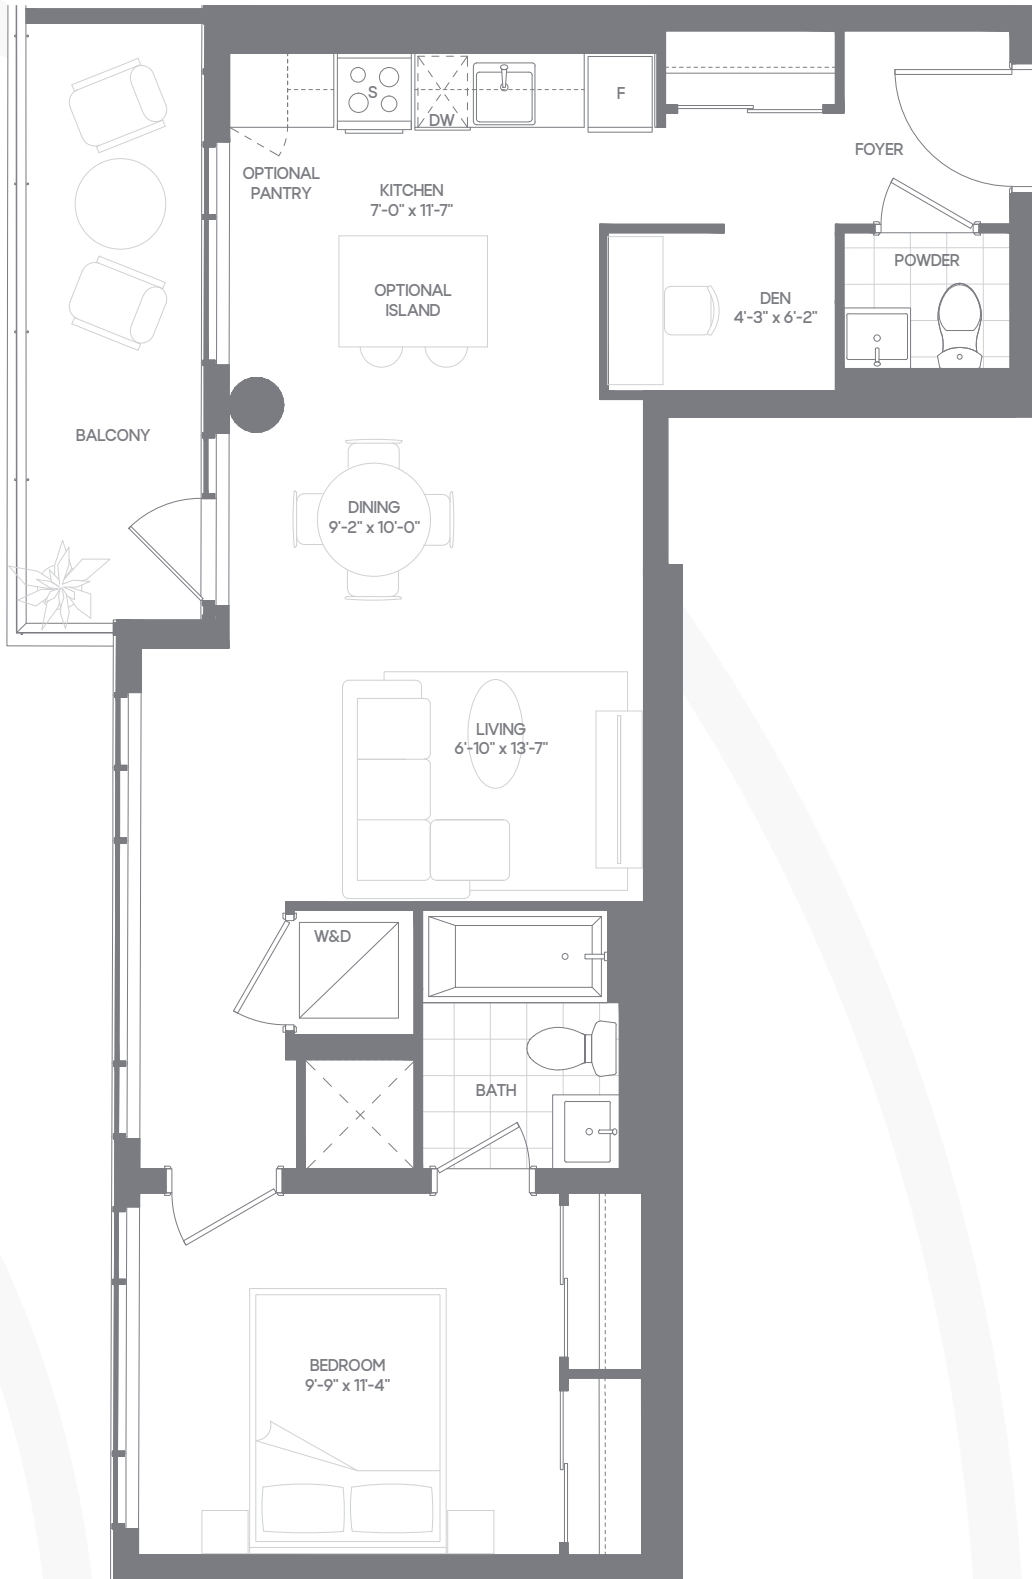 S
DW
F
FOYER
OPTIONAL
PANTRY
KITCHEN
7'-0" x 11'-7"
POWDER
OPTIONAL
ISLAND
DEN
4'-3" x 6'-2"
BALCONY
DINING
9'-2" x 10'-0"
LIVING
6'-10" x 13'-7"
W&D
BATH
BEDROOM
9'-9" x 11'-4"